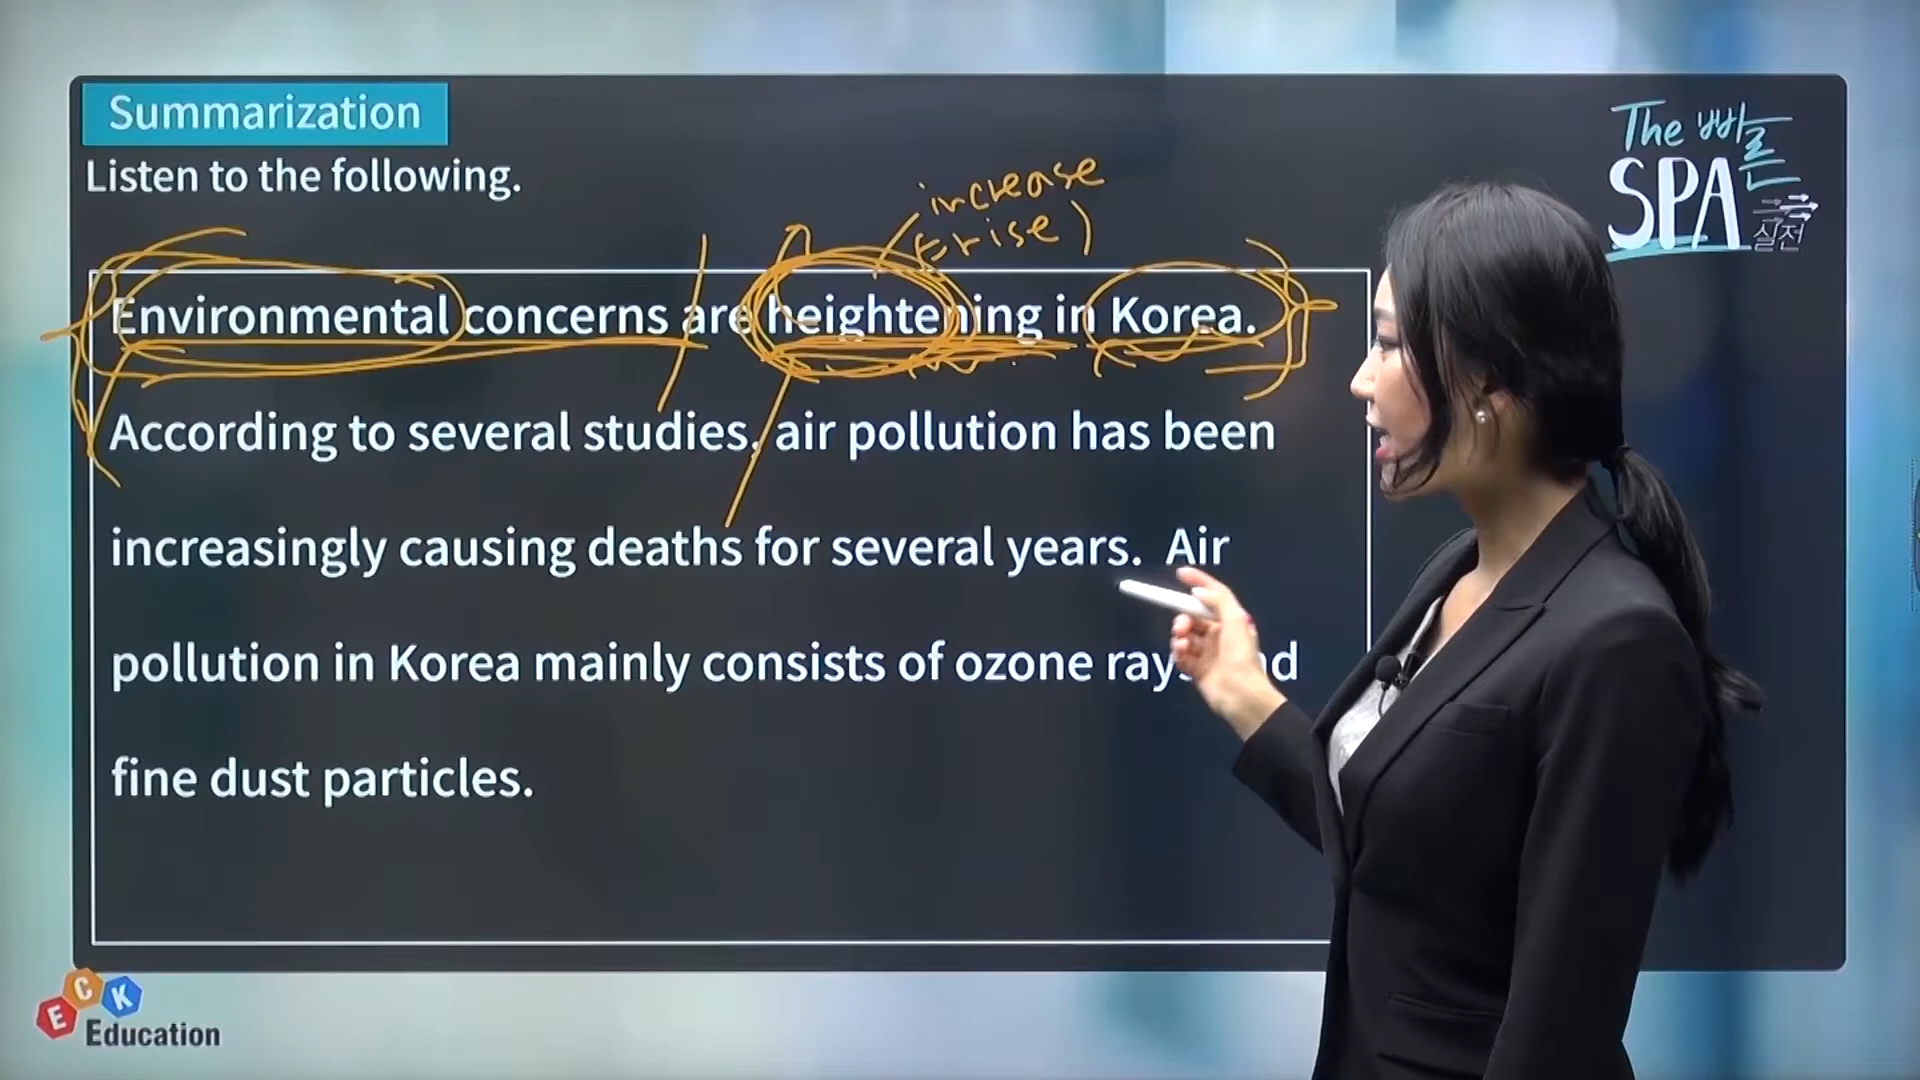 Summarization
Listen to the following.
The 빠른
SPA
실전
increase
rise)
Environmental concerns are heightening in Korea.
According to several studies, air pollution has been
increasingly causing deaths for several years. Air
pollution in Korea mainly consists of ozone rays
fine dust particles.
ECK
Education